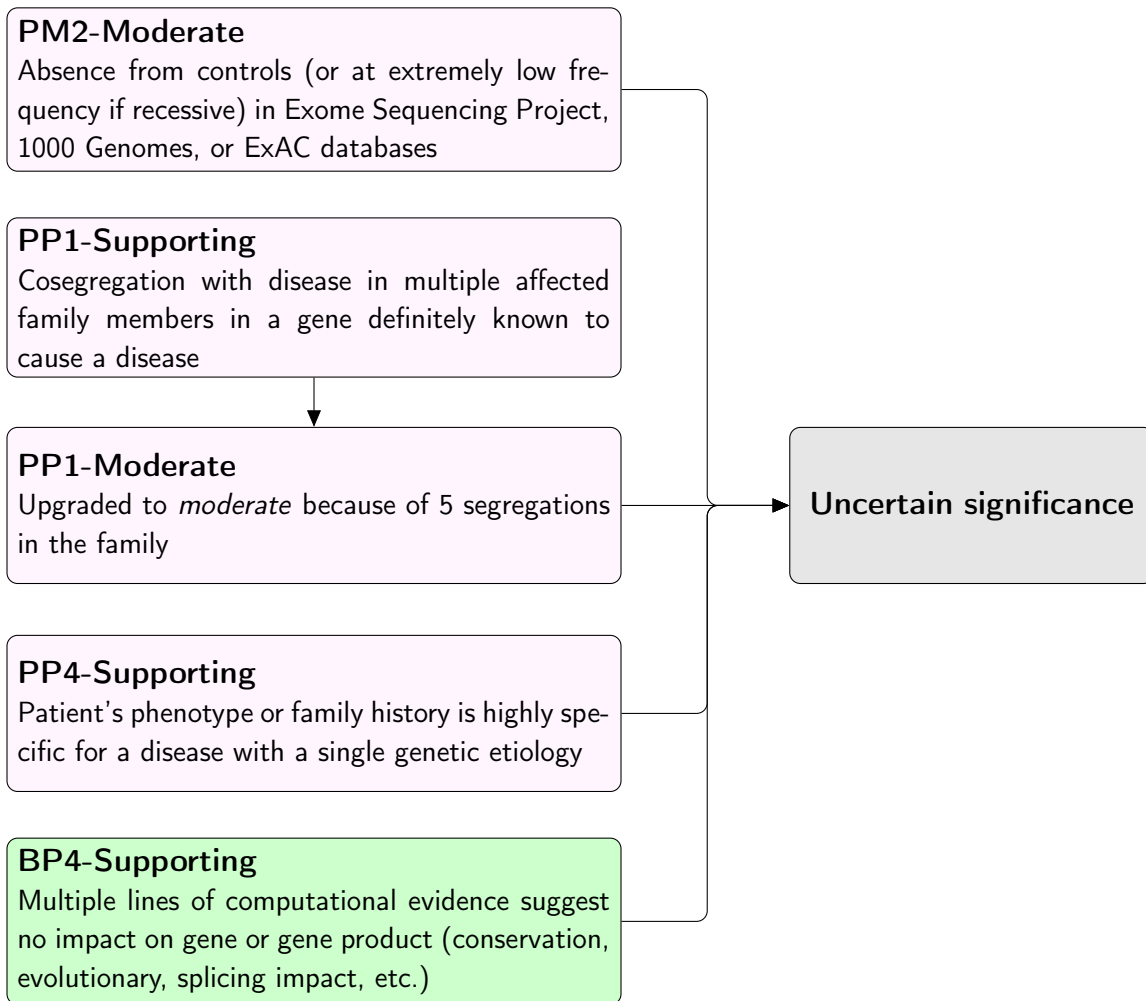 PM2-Moderate
Absence from controls (or at extremely low fre-
quency if recessive) in Exome Sequencing Project,
1000 Genomes, or ExAC databases
PP1-Supporting
Cosegregation with disease in multiple affected
family members in a gene definitely known to
cause a disease
PP1-Moderate
Upgraded to moderate because of 5 segregations
in the family
Uncertain significance
PP4-Supporting
Patient's phenotype or family history is highly spe-
cific for a disease with a single genetic etiology
BP4-Supporting
Multiple lines of computational evidence suggest
no impact on gene or gene product (conservation,
evolutionary, splicing impact, etc.)